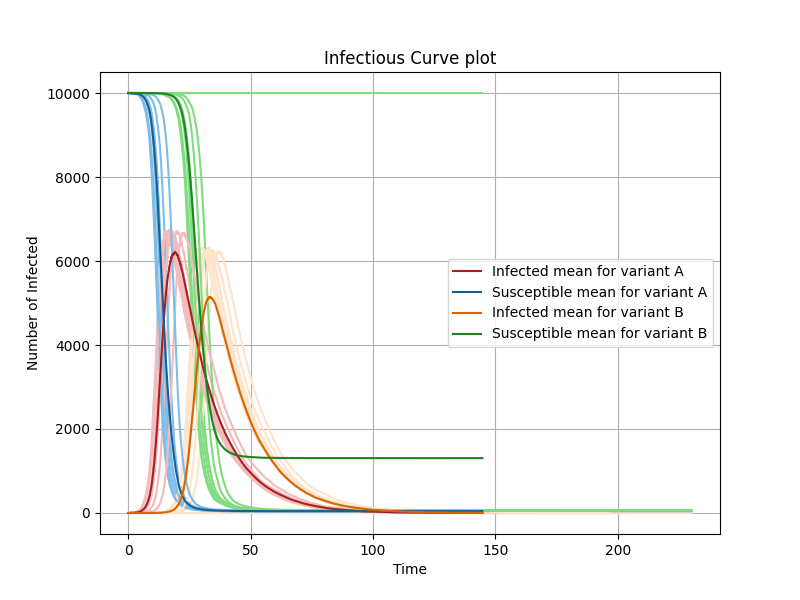 Infectious Curve plot
Number of Infected
10000
8000
6000
4000
2000
0
Infected mean for variant A
Susceptible mean for variant A
Infected mean for variant B
Susceptible mean for variant B
0 50 100 150 200
Time